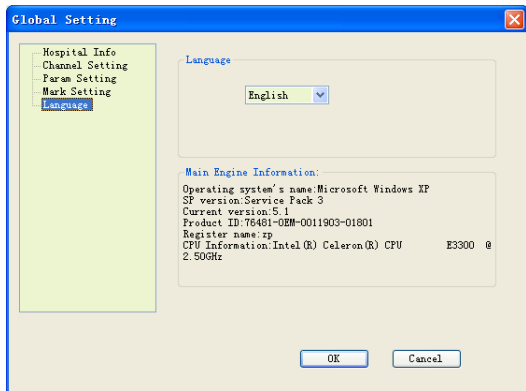 Global Setting
Hospital Info
Channel Setting
Param Setting
Mark Setting
Language
Language
English
Main Engine Information:
Operating system's name:Microsoft Windows XP
SP version:Service Pack 3
Current version:5.1
Product ID:76481-OEM-0011903-01801
Register name:zp
CPU Information:Intel(R) Celeron(R) CPU E3300 @
2.50GHz
OK Cancel